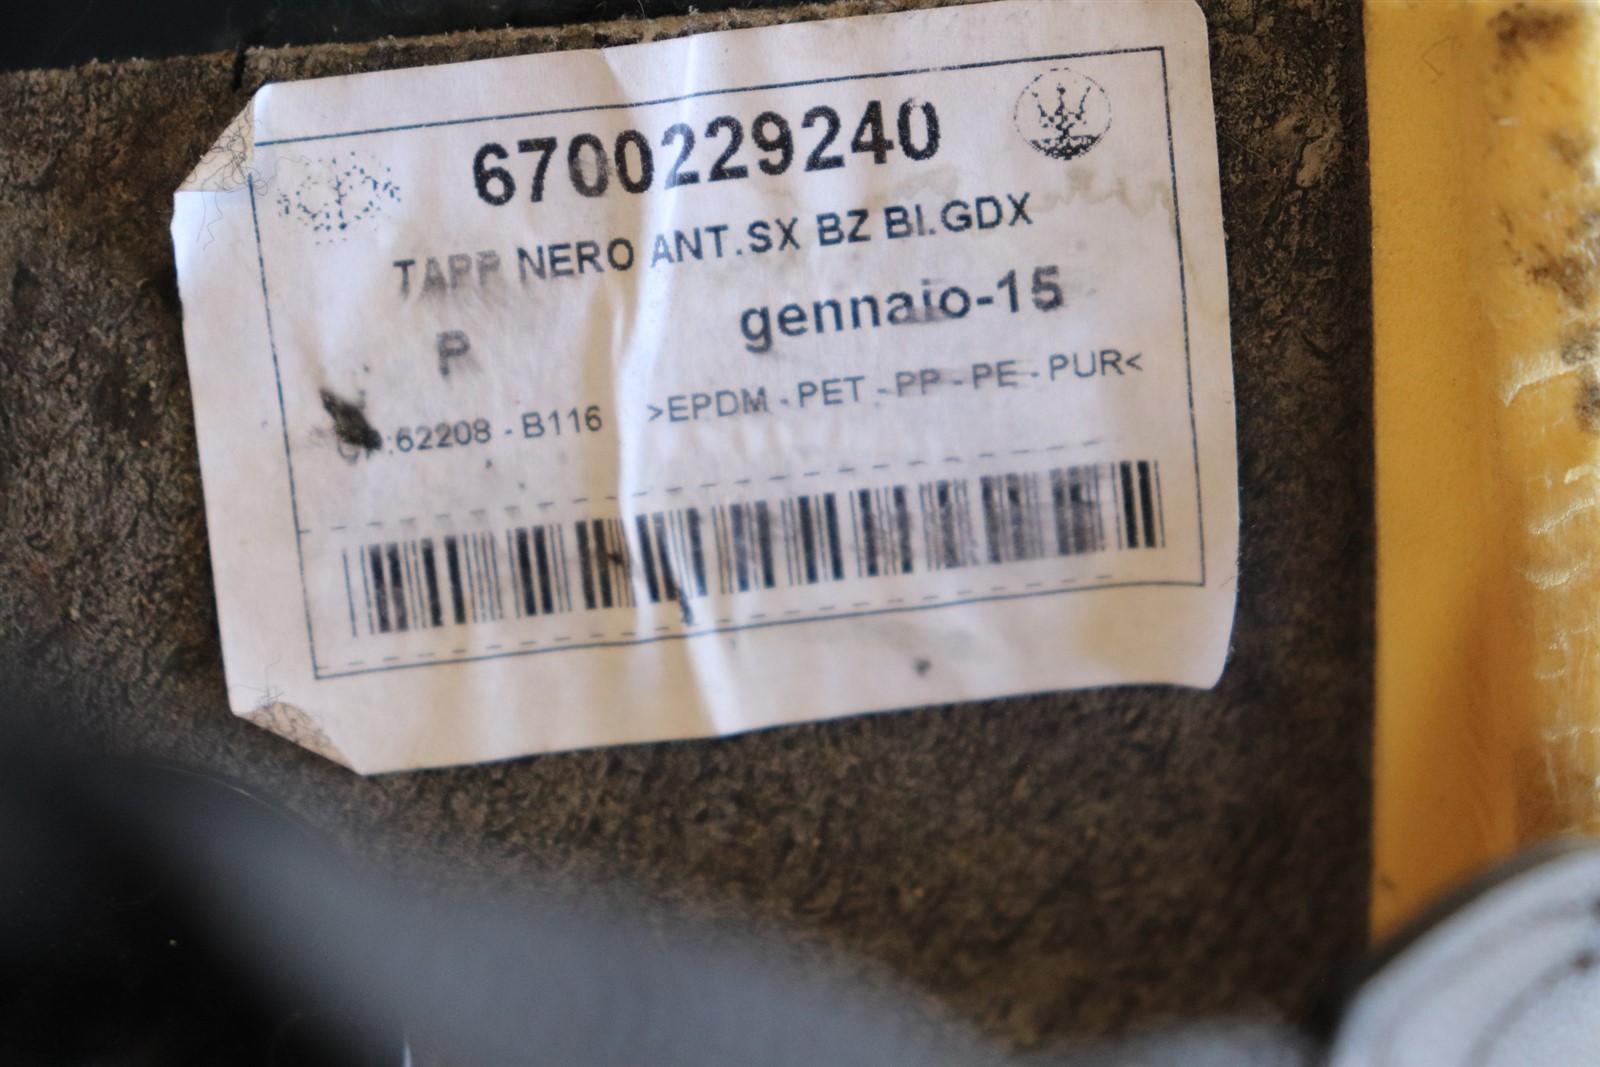 6700229240
TAPP NERO ANT.SX BZ BI.GDX
P gennaio-15
:62208 - B116 >EPDM - PET - PP - PE - PUR<